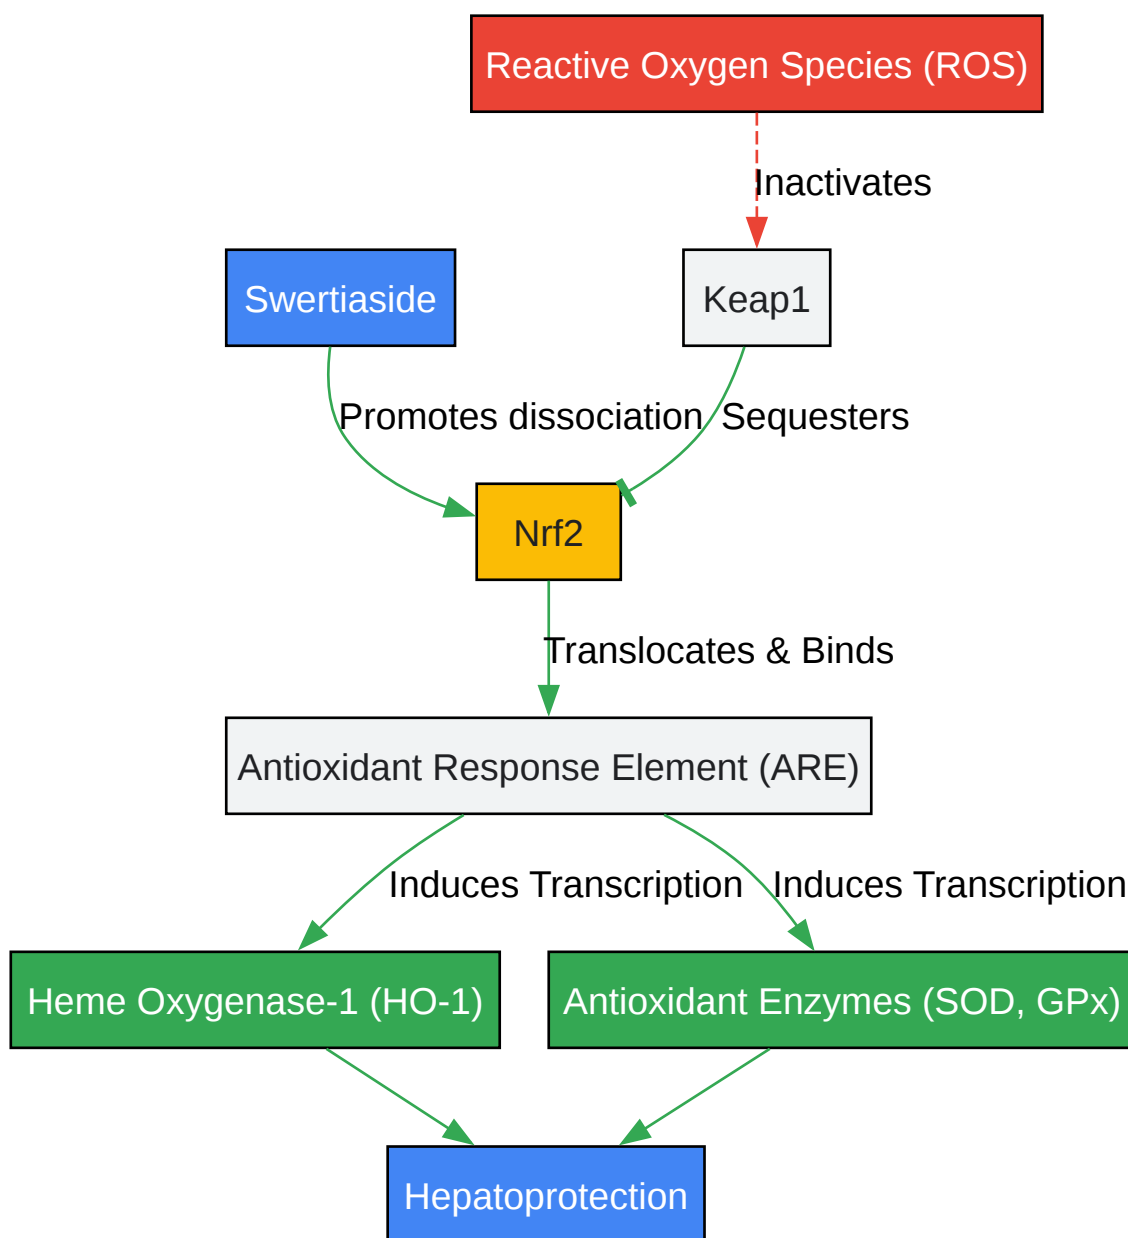 Reactive Oxygen Species (ROS)
Inactivates
Swertiaside
Keap1
Promotes dissociation
Sequesters
Nrf2
Translocates & Binds
Antioxidant Response Element (ARE)
Induces Transcription
Induces Transcription
Heme Oxygenase-1 (HO-1)
Antioxidant Enzymes (SOD, GPx)
Hepatoprotection